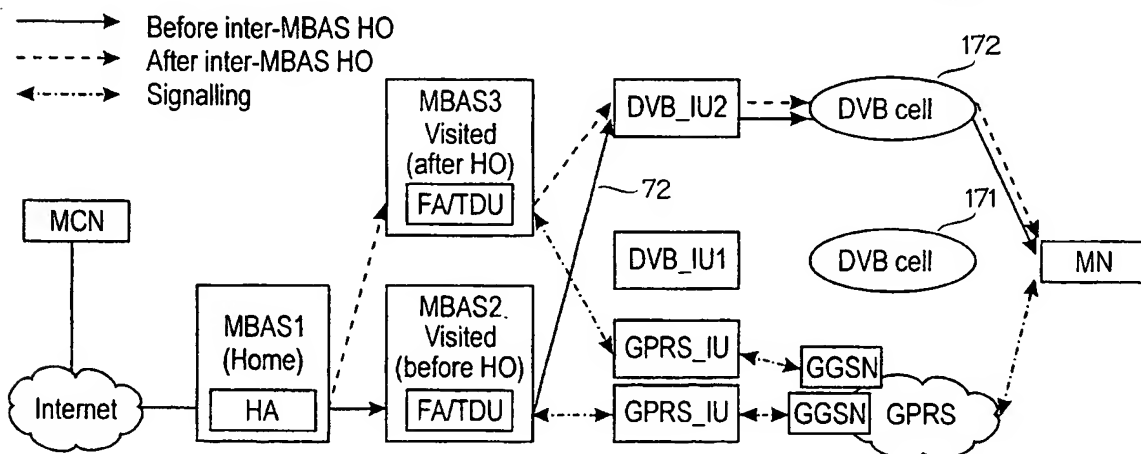 Before inter-MBAS HO
After inter-MBAS HO
Signalling
MCN
Internet
MBAS1
(Home)
HA
MBAS3
Visited
(after HO)
FA/TDU
MBAS2.
Visited
(before HO)
FA/TDU
72
DVB_IU2
DVB_IU1
GPRS_IU
GPRS_IU
172
DVB cell
171
DVB cell
GGSN
GGSN
GPRS
MN